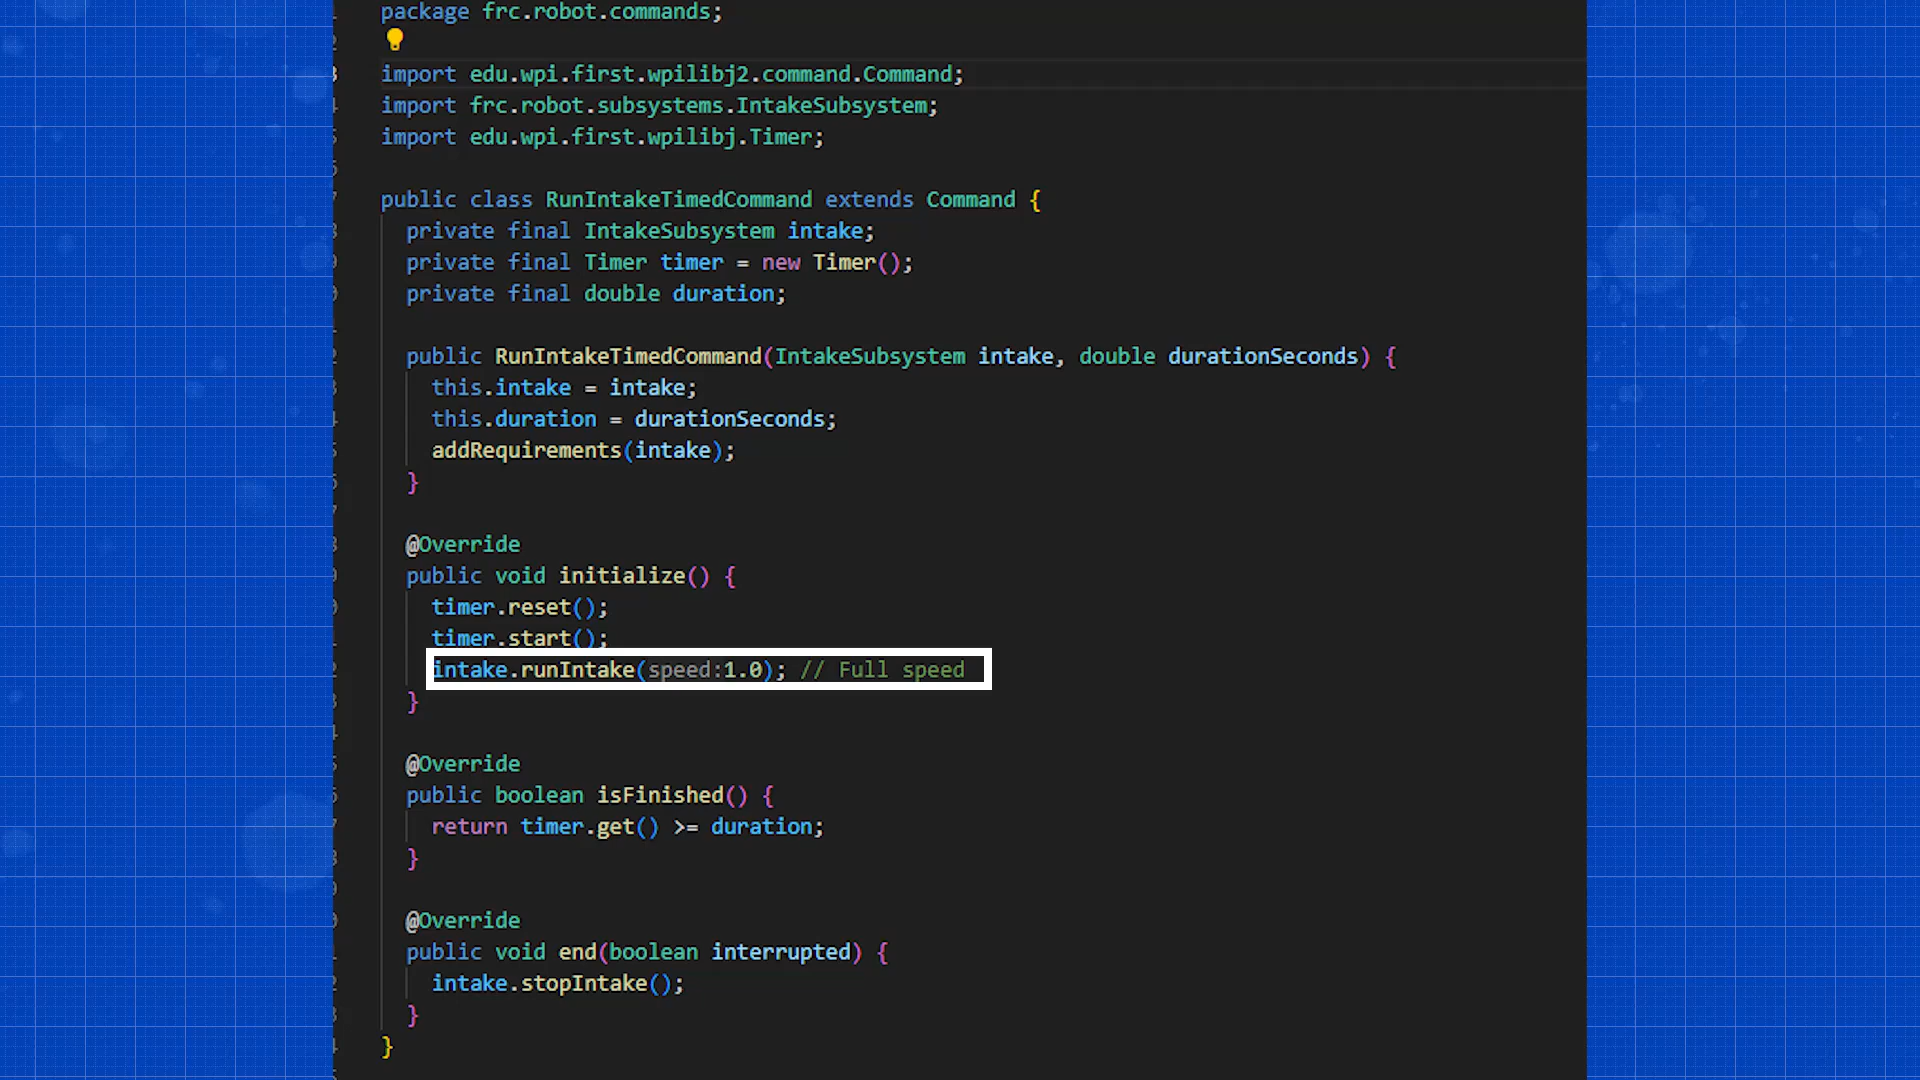 package frc.robot.commands;
import edu.wpi.first.wpilibj2.command.Command;
import frc.robot.subsystems.IntakeSubsystem;
import edu.wpi.first.wpilibj.Timer;
public class RunIntakeTimedCommand extends Command {
private final IntakeSubsystem intake;
private final Timer timer = new Timer();
private final double duration;
public RunIntakeTimedCommand(IntakeSubsystem intake, double durationSeconds) {
this.intake = intake;
this.duration = durationSeconds;
addRequirements(intake);
}
@Override
public void initialize() {
timer.reset();
timer.start();
intake.runIntake(speed:1.0); // Full speed
}
@Override
public boolean isFinished() {
return timer.get() >= duration;
}
@Override
public void end(boolean interrupted) {
intake.stopIntake();
}
}